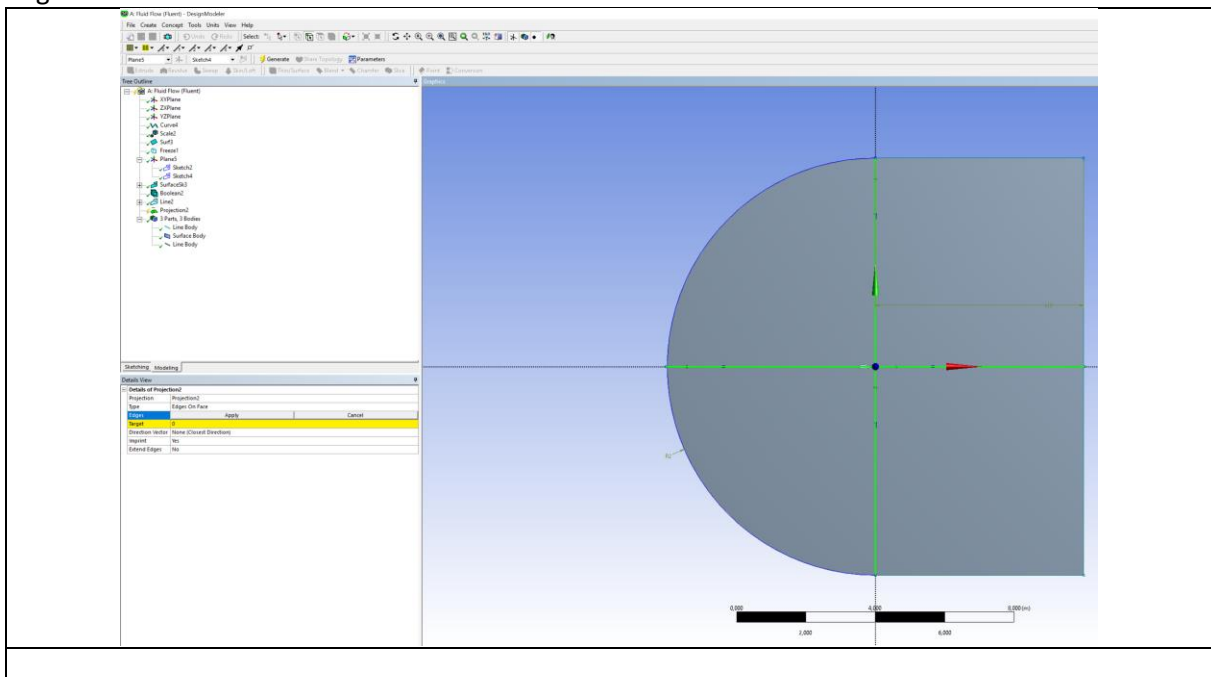 A: Fluid Flow (Fluent) - DesignModeler
File Create Concept Tools Units View Help
Undo Redo Select:
Plane5 Sketch4 Generate Share Topology Parameters
Extrude Revolve Sweep Skin/Loft Thin/Surface Blend Chamfer Slice Point Conversion
Tree Outline
Graphics
A: Fluid Flow (Fluent)
XYPlane
ZXPlane
YZPlane
Curve4
Scale2
Surf3
Freeze1
Plane5
Sketch2
Sketch4
SurfaceSk3
Boolean2
Line2
Projection2
3 Parts, 3 Bodies
Line Body
Surface Body
Line Body
Sketching Modeling
Details View
Details of Projection2
Projection Projection2
Type Edges On Face
Edges Apply Cancel
Target 0
Direction Vector None (Closest Direction)
Imprint Yes
Extend Edges No
0,000 4,000 8,000 (m)
2,000 6,000